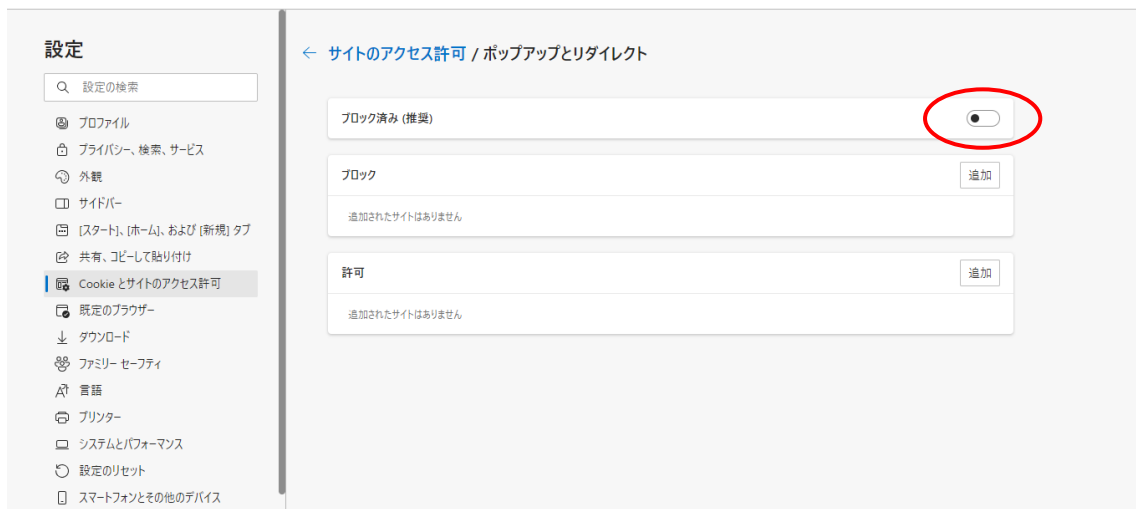 設定
設定の検索
プロファイル
プライバシー、検索、サービス
外観
サイドバー
[スタート]、[ホーム]、および [新規] タブ
共有、コピーして貼り付け
Cookie とサイトのアクセス許可
既定のブラウザー
ダウンロード
ファミリー セーフティ
言語
プリンター
システムとパフォーマンス
設定のリセット
スマートフォンとその他のデバイス
サイトのアクセス許可 / ポップアップとリダイレクト
ブロック済み (推奨)
ブロック 追加
追加されたサイトはありません
許可 追加
追加されたサイトはありません